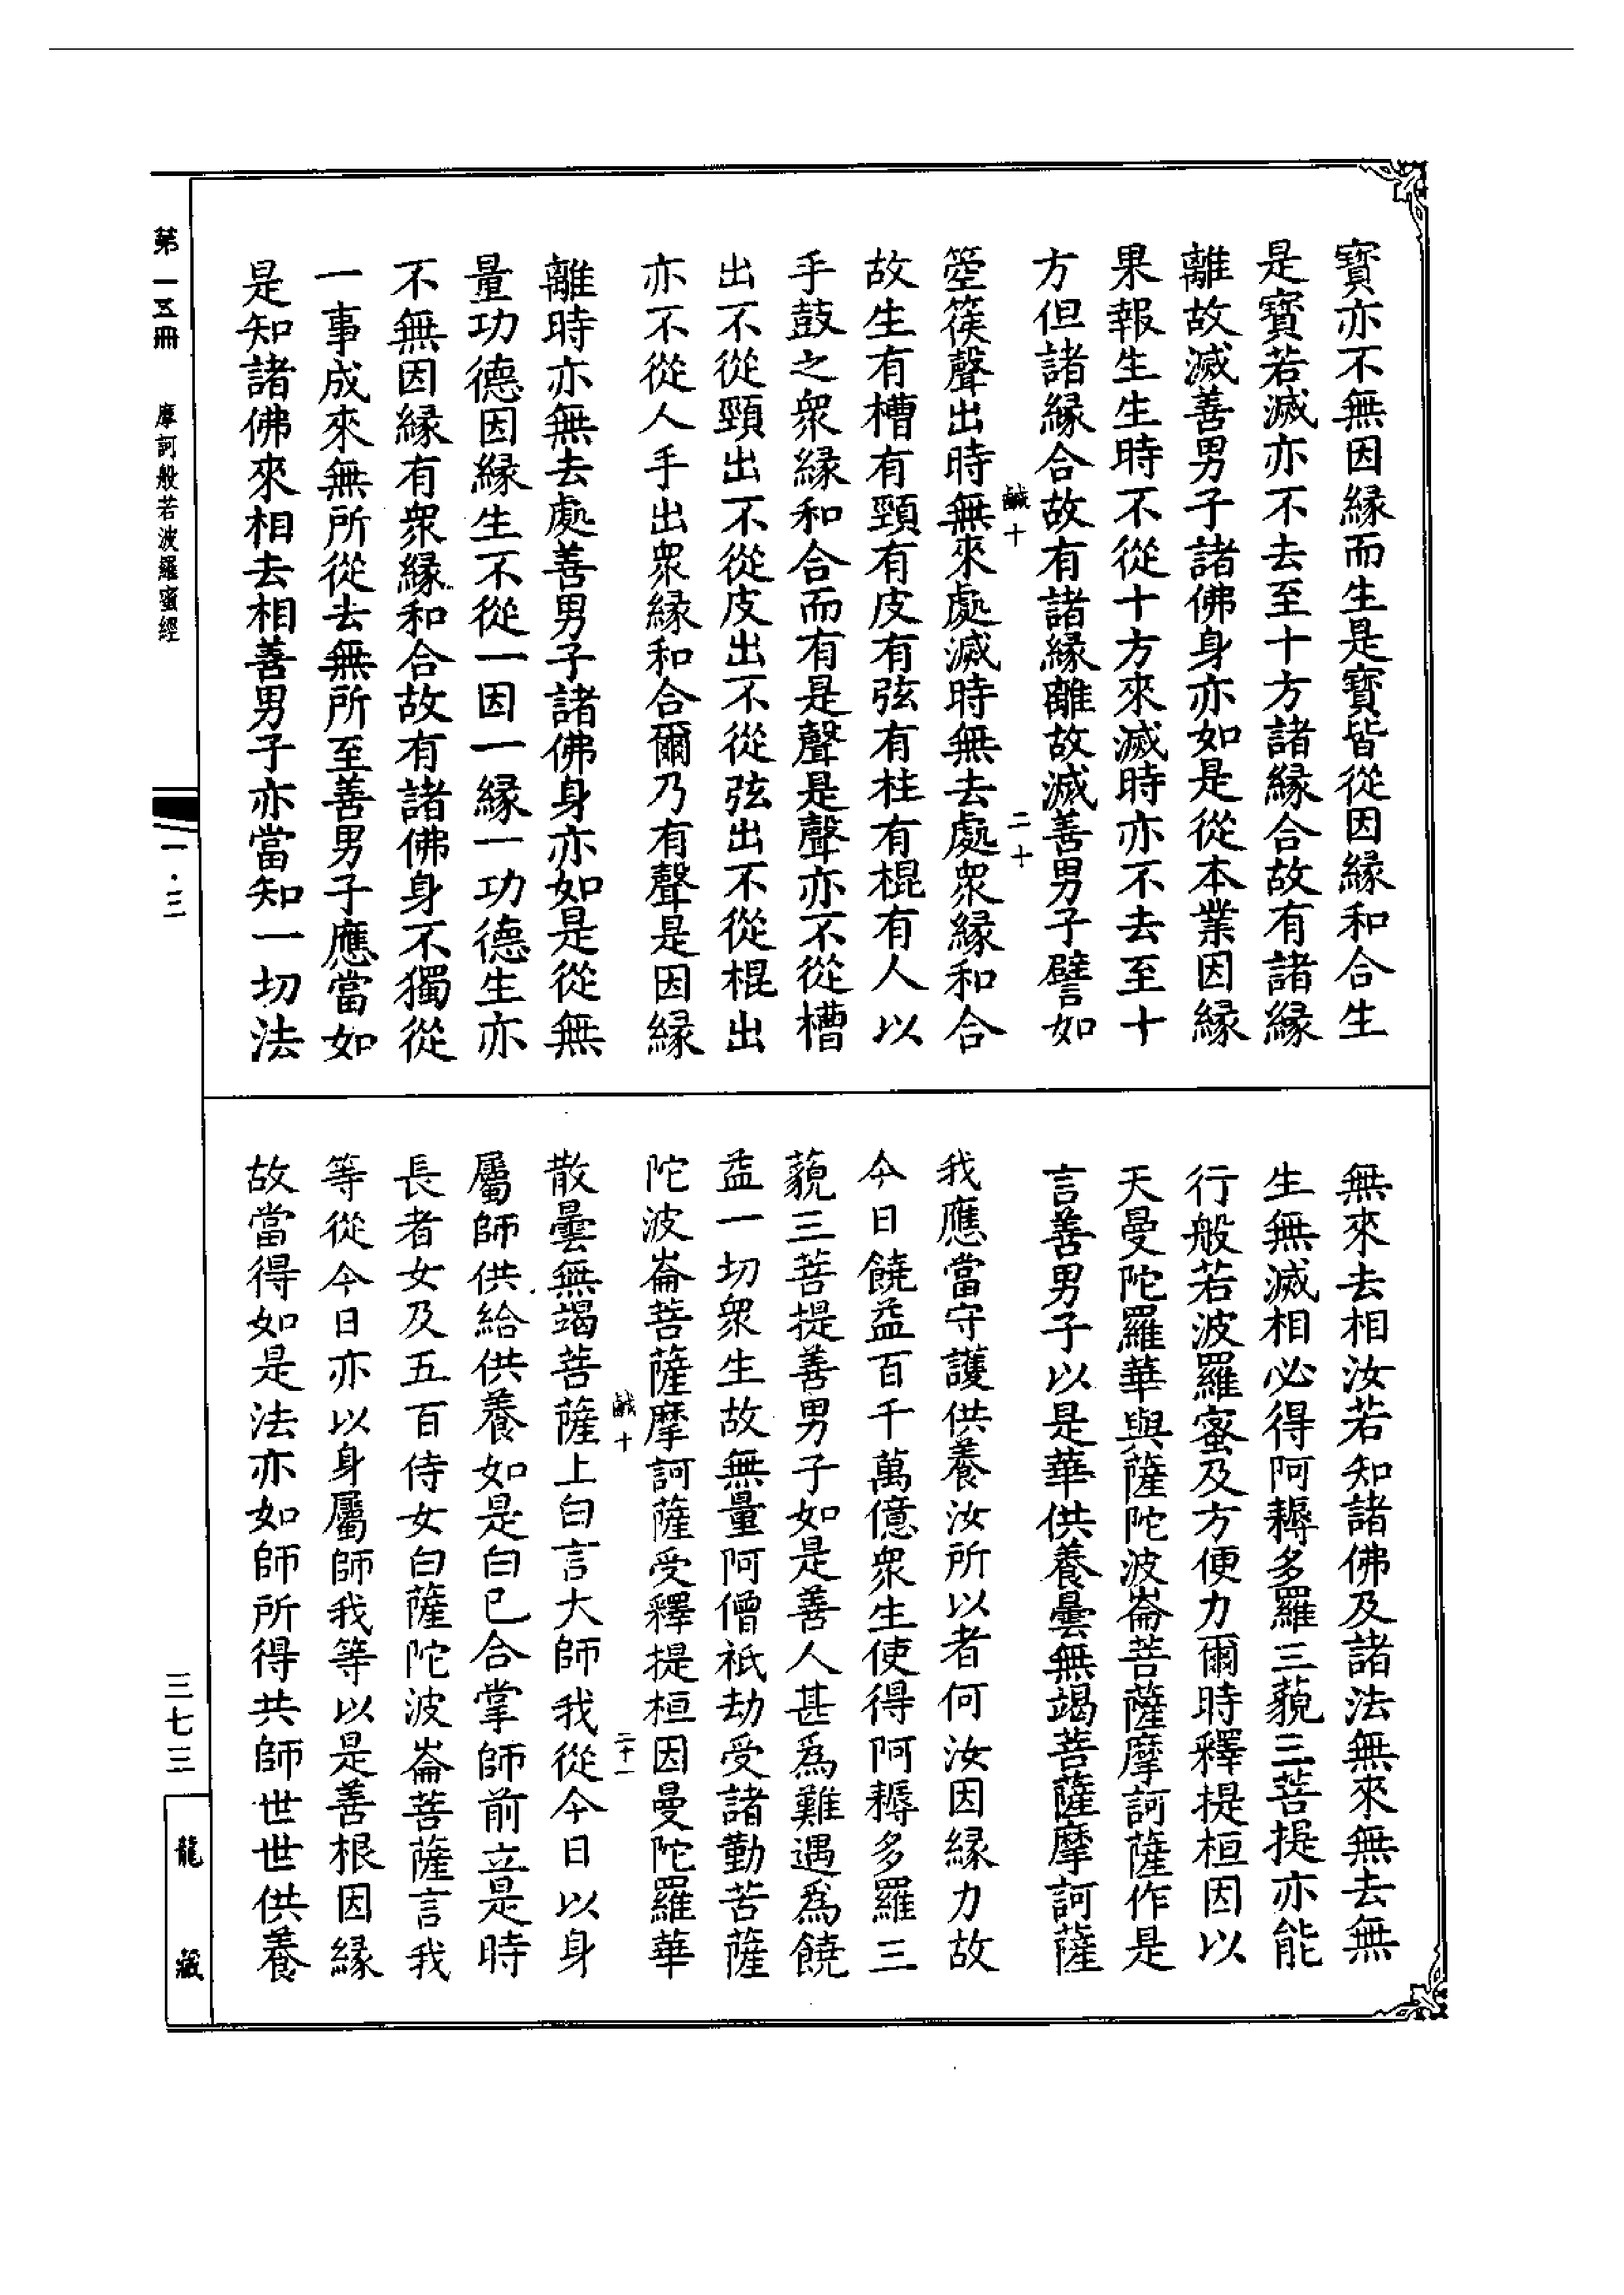 寶亦不無因緣而生是寶皆從因緣和合生
是寶若滅亦不去至十方諸緣合故有諸緣
離故滅善男子諸佛身亦如是從本業因緣
果報生生時不從十方來滅時亦不去至十
方但諸緣合故有諸緣離故滅善男子譬如
鹹十 二十
箜篌聲出時無來處滅時無去處衆緣和合
故生有槽有頸有皮有弦有柱有棍有人以
手鼓之衆緣和合而有是聲是聲亦不從槽
出不從頸出不從皮出不從弦出不從棍出
亦不從人手出衆緣和合爾乃有聲是因緣
離時亦無去處善男子諸佛身亦如是從無
量功德因緣生不從一因一緣一功德生亦
不無因緣有衆緣和合故有諸佛身不獨從
一事成來無所從去無所至善男子應當如
是知諸佛來相去相善男子亦當知一切法
無來去相汝若知諸佛及諸法無來無去無
生無滅相必得阿耨多羅三藐三菩提亦能
行般若波羅蜜及方便力爾時釋提桓因以
天曼陀羅華與薩陀波崙菩薩摩訶薩作是
言善男子以是華供養曇無竭菩薩摩訶薩
我應當守護供養汝所以者何汝因緣力故
今日饒益百千萬億衆生使得阿耨多羅三
藐三菩提善男子如是善人甚爲難遇爲饒
益一切衆生故無量阿僧祇劫受諸勤苦薩
陀波崙菩薩摩訶薩受釋提桓因曼陀羅華
鹹十 二十一
散曇無竭菩薩上白言大師我從今日以身
屬師供給供養如是白已合掌師前立是時
長者女及五百侍女白薩陀波崙菩薩言我
等從今日亦以身屬師我等以是善根因緣
故當得如是法亦如師所得共師世世供養
第一五冊 摩訶般若波羅蜜經
一·三
三七三
龍藏